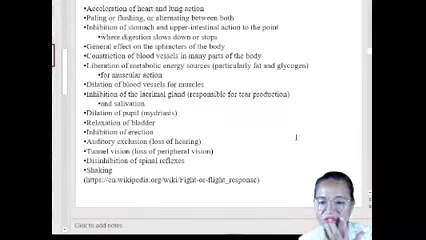 •Acceleration of heart and lung action
•Paling or flushing, or alternating between both
•Inhibition of stomach and upper-intestinal action to the point
•where digestion slows down or stops
•General effect on the sphincters of the body
•Constriction of blood vessels in many parts of the body
•Liberation of metabolic energy sources (particularly fat and glycogen)
•for muscular action
•Dilation of blood vessels for muscles
•Inhibition of the lacrimal gland (responsible for tear production)
•and salivation
•Dilation of pupil (mydriasis)
•Relaxation of bladder
•Inhibition of erection
•Auditory exclusion (loss of hearing)
•Tunnel vision (loss of peripheral vision)
•Disinhibition of spinal reflexes
•Shaking
(https://en.wikipedia.org/wiki/Fight-or-flight_response)
Click to add notes